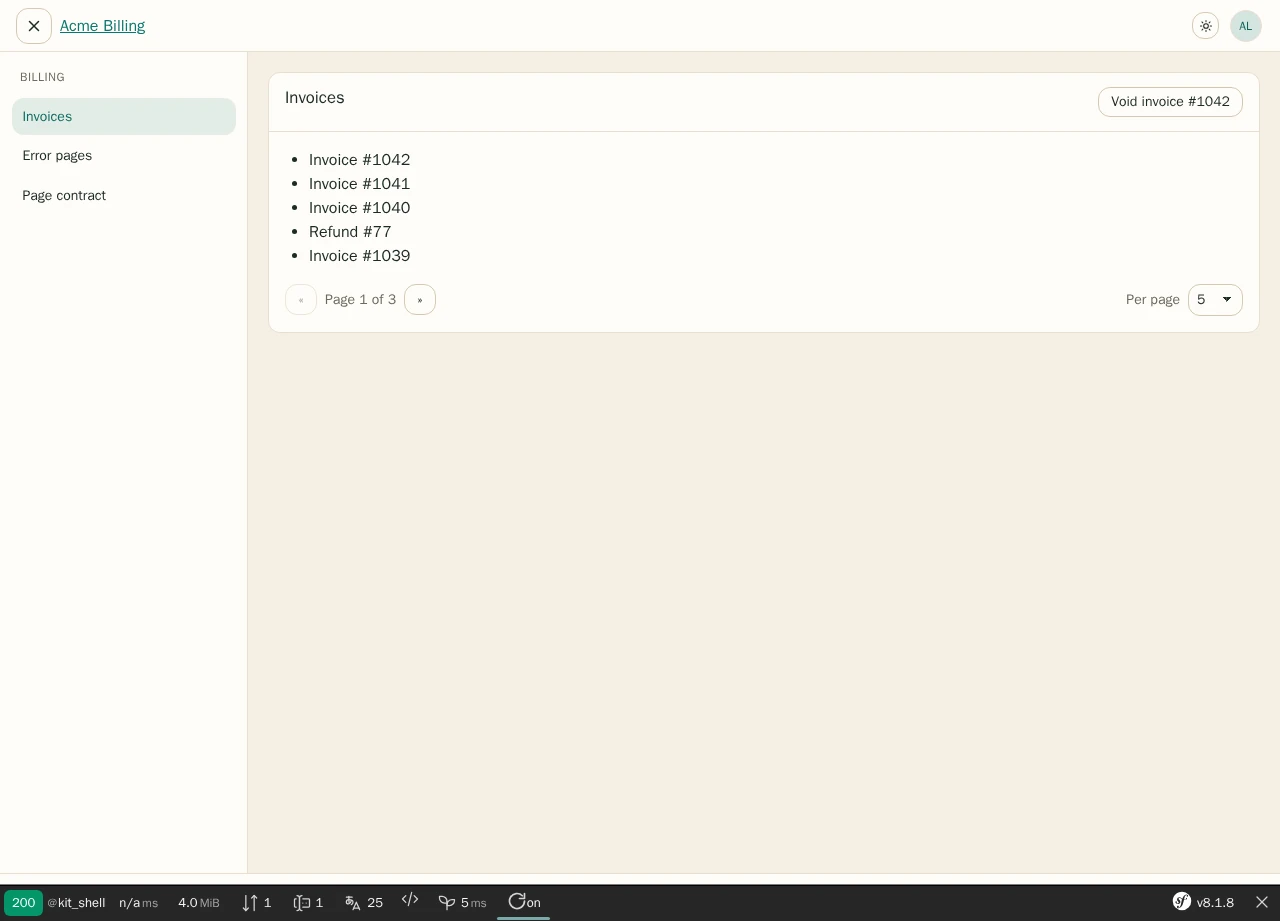 Acme Billing
AL
BILLING
Invoices
Error pages
Page contract
Invoices
Void invoice #1042
• Invoice #1042
• Invoice #1041
• Invoice #1040
• Refund #77
• Invoice #1039
« Page 1 of 3 »
Per page 5
200 @kit_shell n/a ms 4.0 MiB 1 1 25 5 ms on v8.1.8